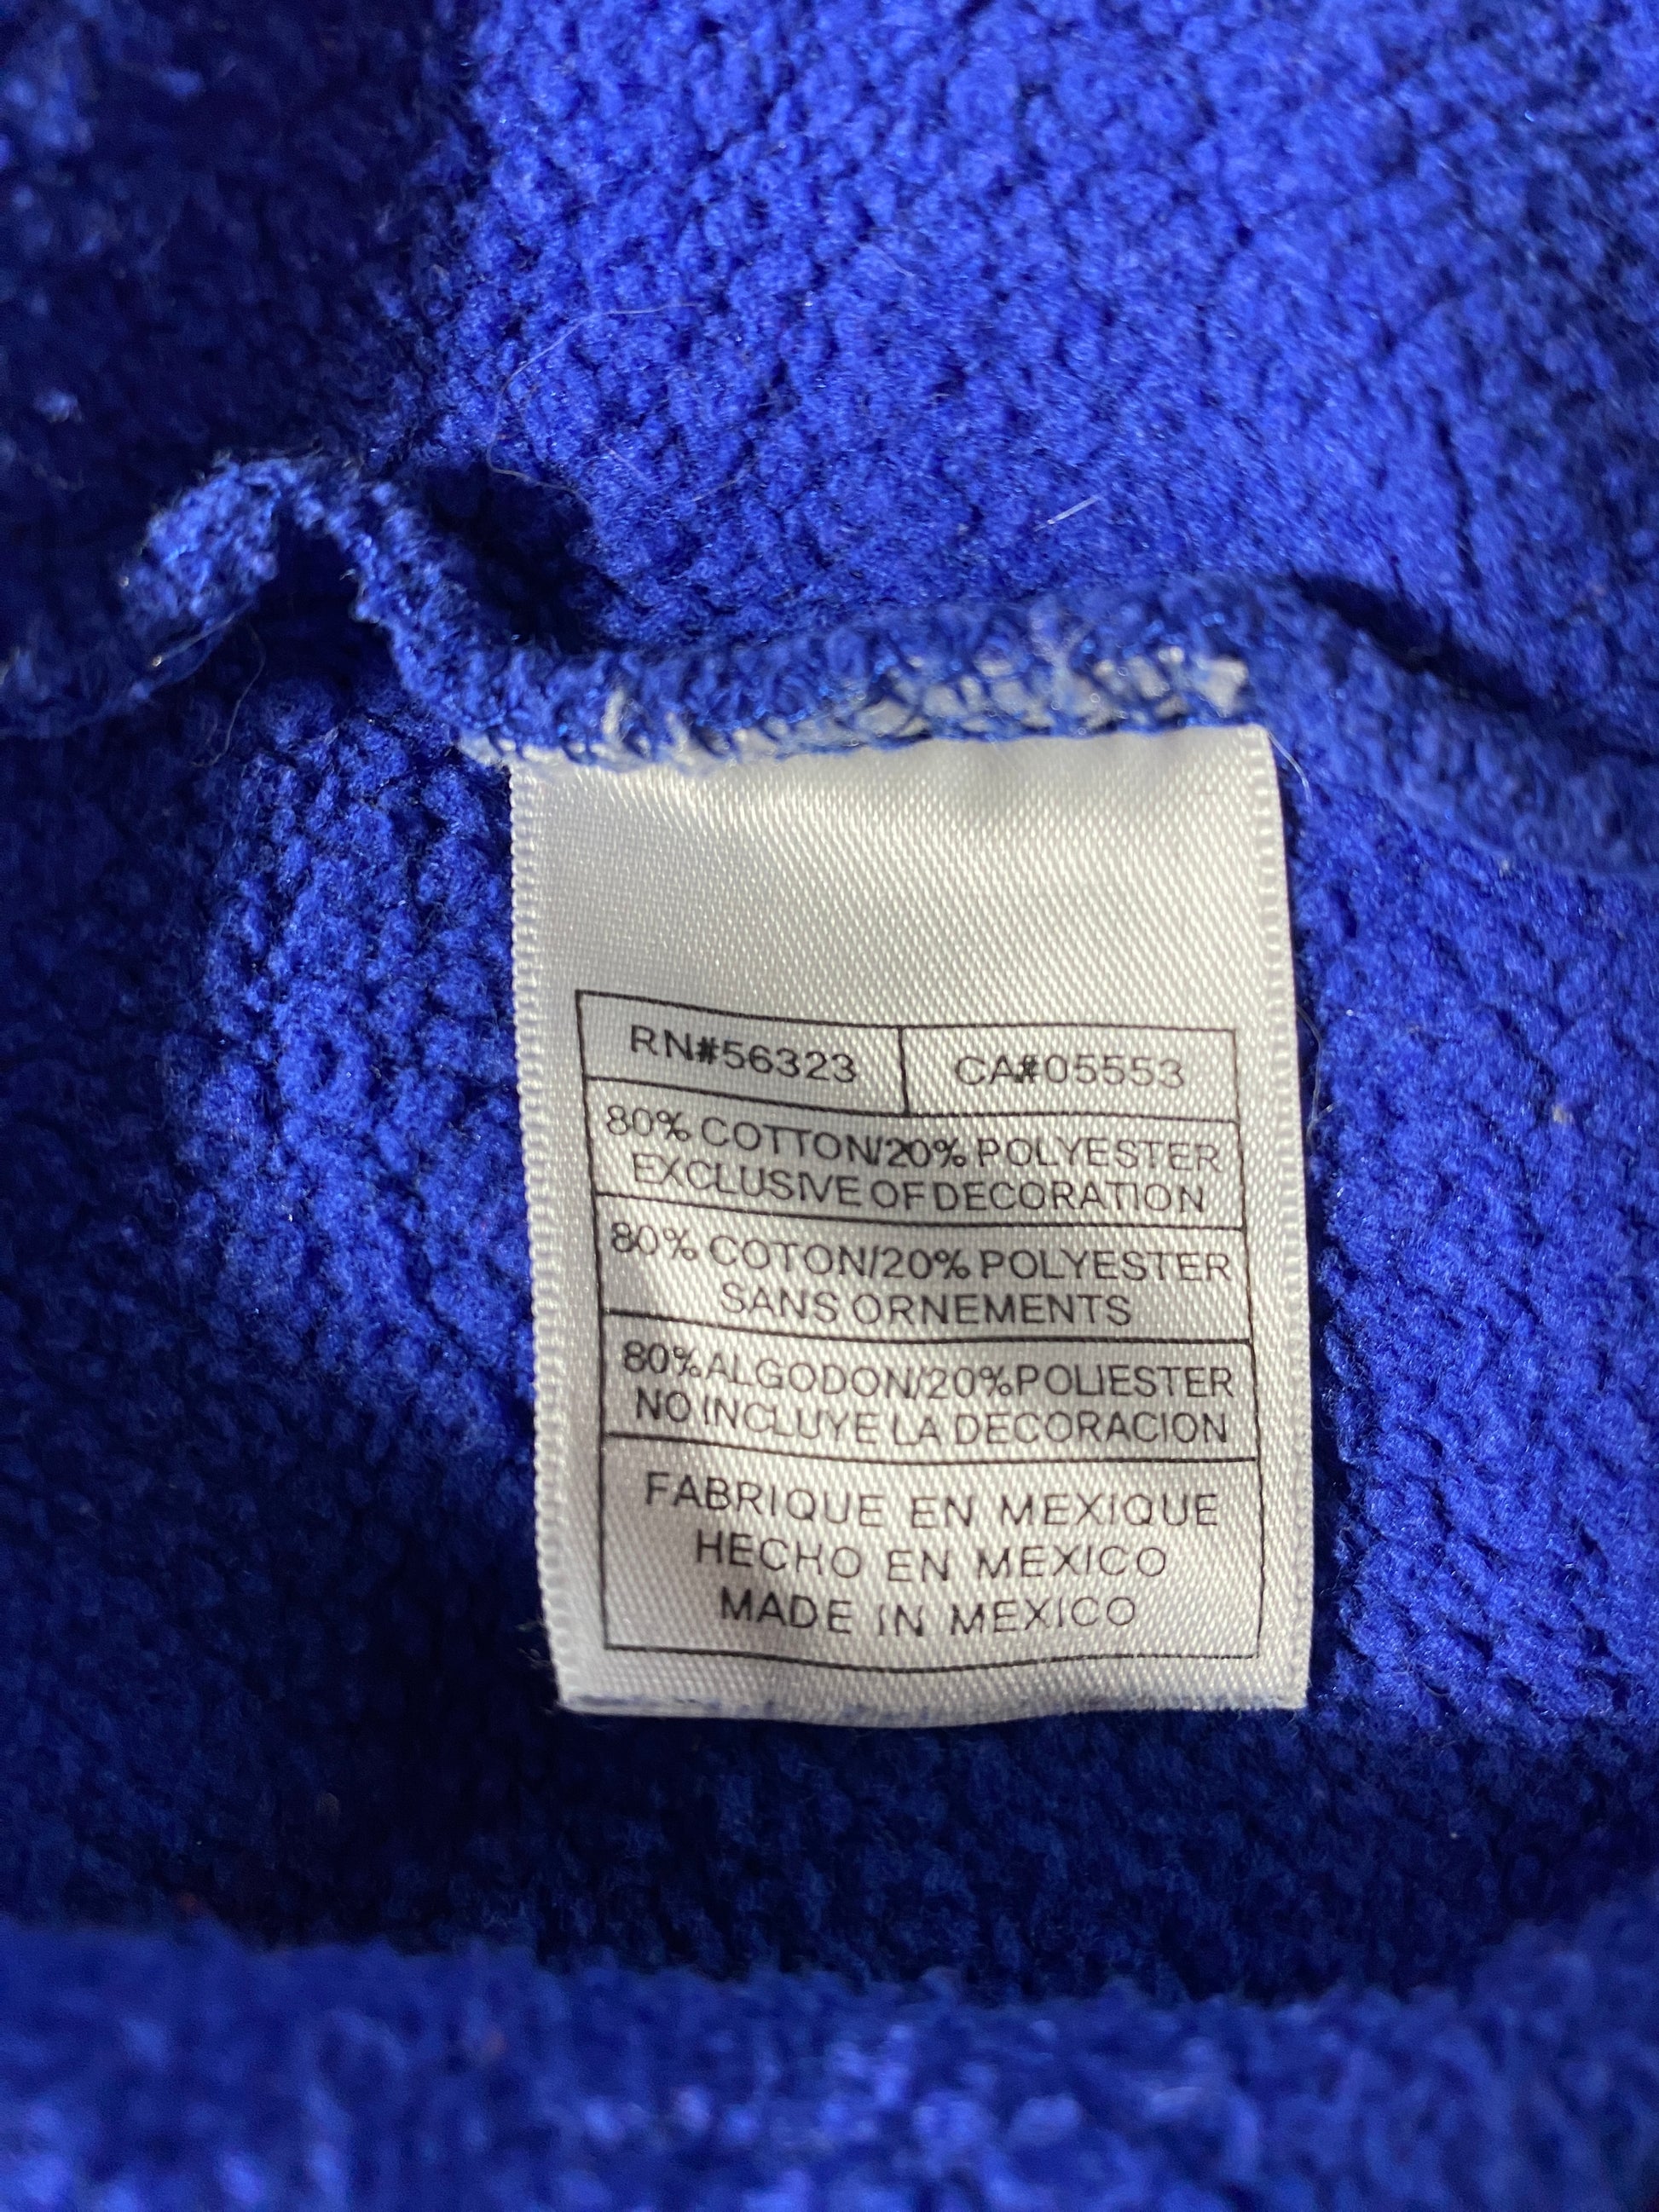 RN#56323 CA#05553
80% COTTON/20% POLYESTER
EXCLUSIVE OF DECORATION
80% COTON/20% POLYESTER
SANS ORNEMENTS
80% ALGODON/20% POLIESTER
NO INCLUYE LA DECORACION
FABRIQUE EN MEXIQUE
HECHO EN MEXICO
MADE IN MEXICO